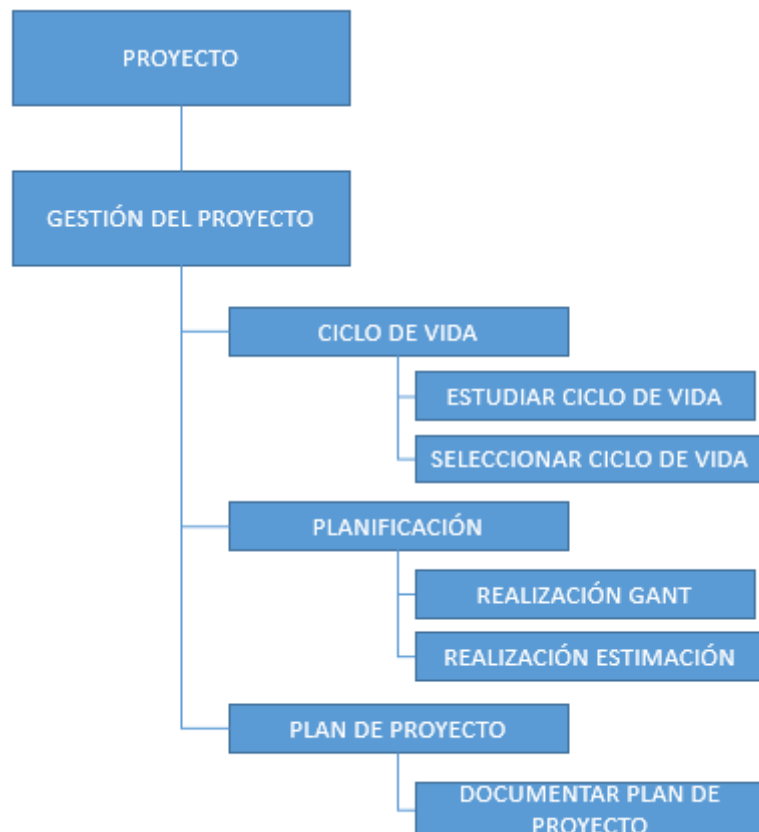 PROYECTO
GESTIÓN DEL PROYECTO
CICLO DE VIDA
ESTUDIAR CICLO DE VIDA
SELECCIONAR CICLO DE VIDA
PLANIFICACIÓN
REALIZACIÓN GANT
REALIZACIÓN ESTIMACIÓN
PLAN DE PROYECTO
DOCUMENTAR PLAN DE
PROYECTO